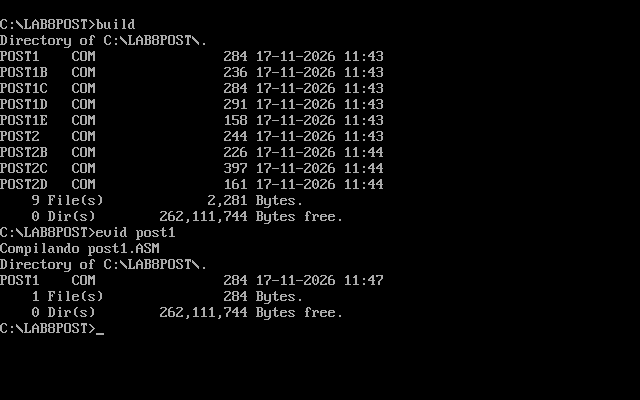 C:\LAB8POST>build
Directory of C:\LAB8POST\.
POST1    COM                284 17-11-2026 11:43
POST1B   COM                236 17-11-2026 11:43
POST1C   COM                284 17-11-2026 11:43
POST1D   COM                291 17-11-2026 11:43
POST1E   COM                158 17-11-2026 11:43
POST2    COM                244 17-11-2026 11:43
POST2B   COM                226 17-11-2026 11:44
POST2C   COM                397 17-11-2026 11:44
POST2D   COM                161 17-11-2026 11:44
    9 File(s)             2,281 Bytes.
    0 Dir(s)        262,111,744 Bytes free.
C:\LAB8POST>evid post1
Compilando post1.ASM
Directory of C:\LAB8POST\.
POST1    COM                284 17-11-2026 11:47
    1 File(s)               284 Bytes.
    0 Dir(s)        262,111,744 Bytes free.
C:\LAB8POST>_